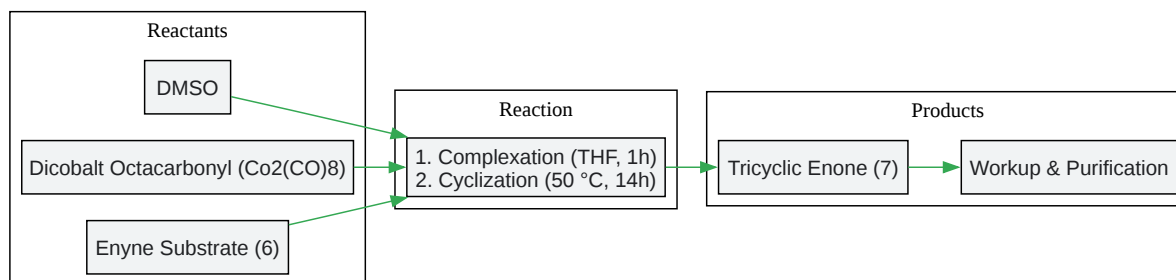 Reactants
DMSO
Dicobalt Octacarbonyl (Co2(CO)8)
Enyne Substrate (6)
Reaction
1. Complexation (THF, 1h)
2. Cyclization (50 °C, 14h)
Products
Tricyclic Enone (7)
Workup & Purification